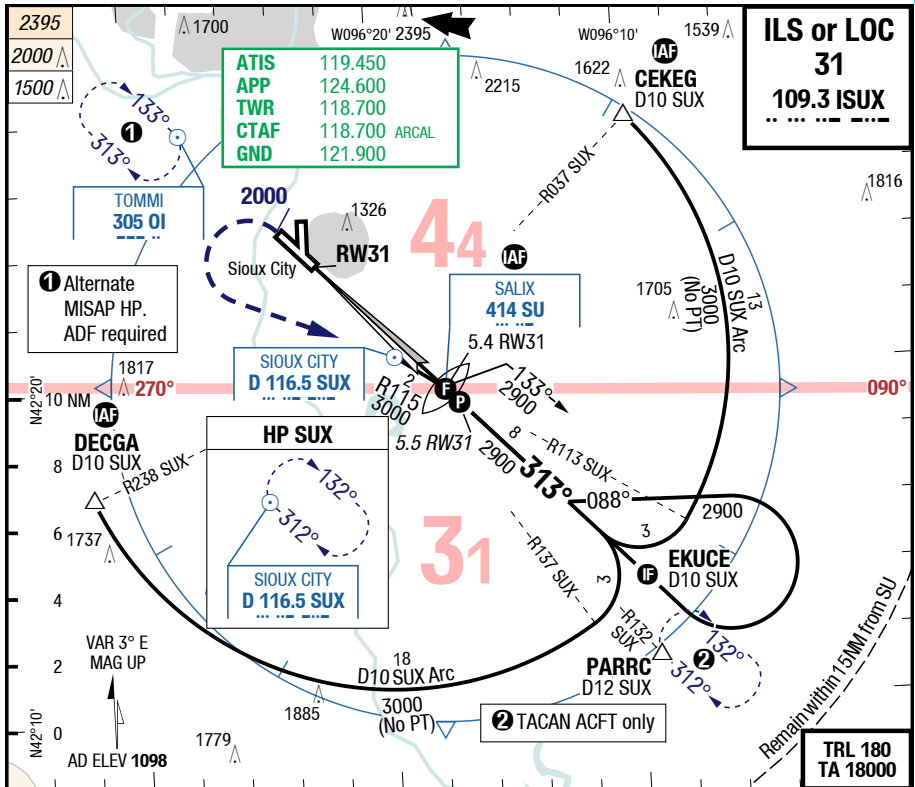 2395
2000
1500
1700
W096°20'
2395
W096°10'
1539
2215
1622
IAF
CEKEG
D10 SUX
ILS or LOC
31
109.3 ISUX
ATIS 119.450
APP 124.600
TWR 118.700
CTAF 118.700 ARCAL
GND 121.900
133°
1
313°
TOMMI
305 OI
R037 SUX
1816
2000
1326
RW31
Sioux City
44
IAF
SALIX
414 SU
1705
13
3000
(No PT)
D10 SUX Arc
1 Alternate
MISAP HP.
ADF required
SIOUX CITY
D 116.5 SUX
5.4 RW31
2
R115
3000
F
P
133°
2900
5.5 RW31
1817
270°
090°
N42°20'
10 NM
IAF
DECGA
D10 SUX
R238 SUX
HP SUX
132°
312°
SIOUX CITY
D 116.5 SUX
2900
8
R113 SUX
313°
088°
2900
3
3
R137 SUX
IF
EKUCE
D10 SUX
31
8
6
4
2
0
1737
R132 SUX
PARRC
D12 SUX
132°
2
312°
18
D10 SUX Arc
3000
(No PT)
VAR 3° E
MAG UP
1885
1779
N42°10'
AD ELEV 1098
2 TACAN ACFT only
Remain within 15NM from SU
TRL 180
TA 18000